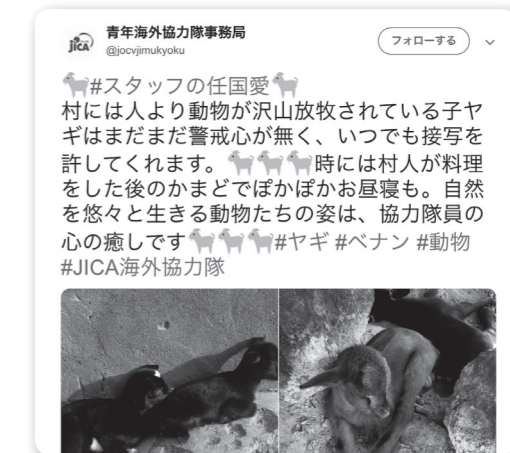 jICA
青年海外協力隊事務局
@jocvjimukyoku
フォローする
🐐#スタッフの任国愛🐐
村には人より動物が沢山放牧されている子ヤ
ギはまだまだ警戒心が無く、いつでも接写を
許してくれます。🐐🐐🐐時には村人が料理
をした後のかまどでぽかぽかお昼寝も。自然
を悠々と生きる動物たちの姿は、協力隊員の
心の癒しです🐐🐐🐐#ヤギ #ベナン #動物
#JICA海外協力隊